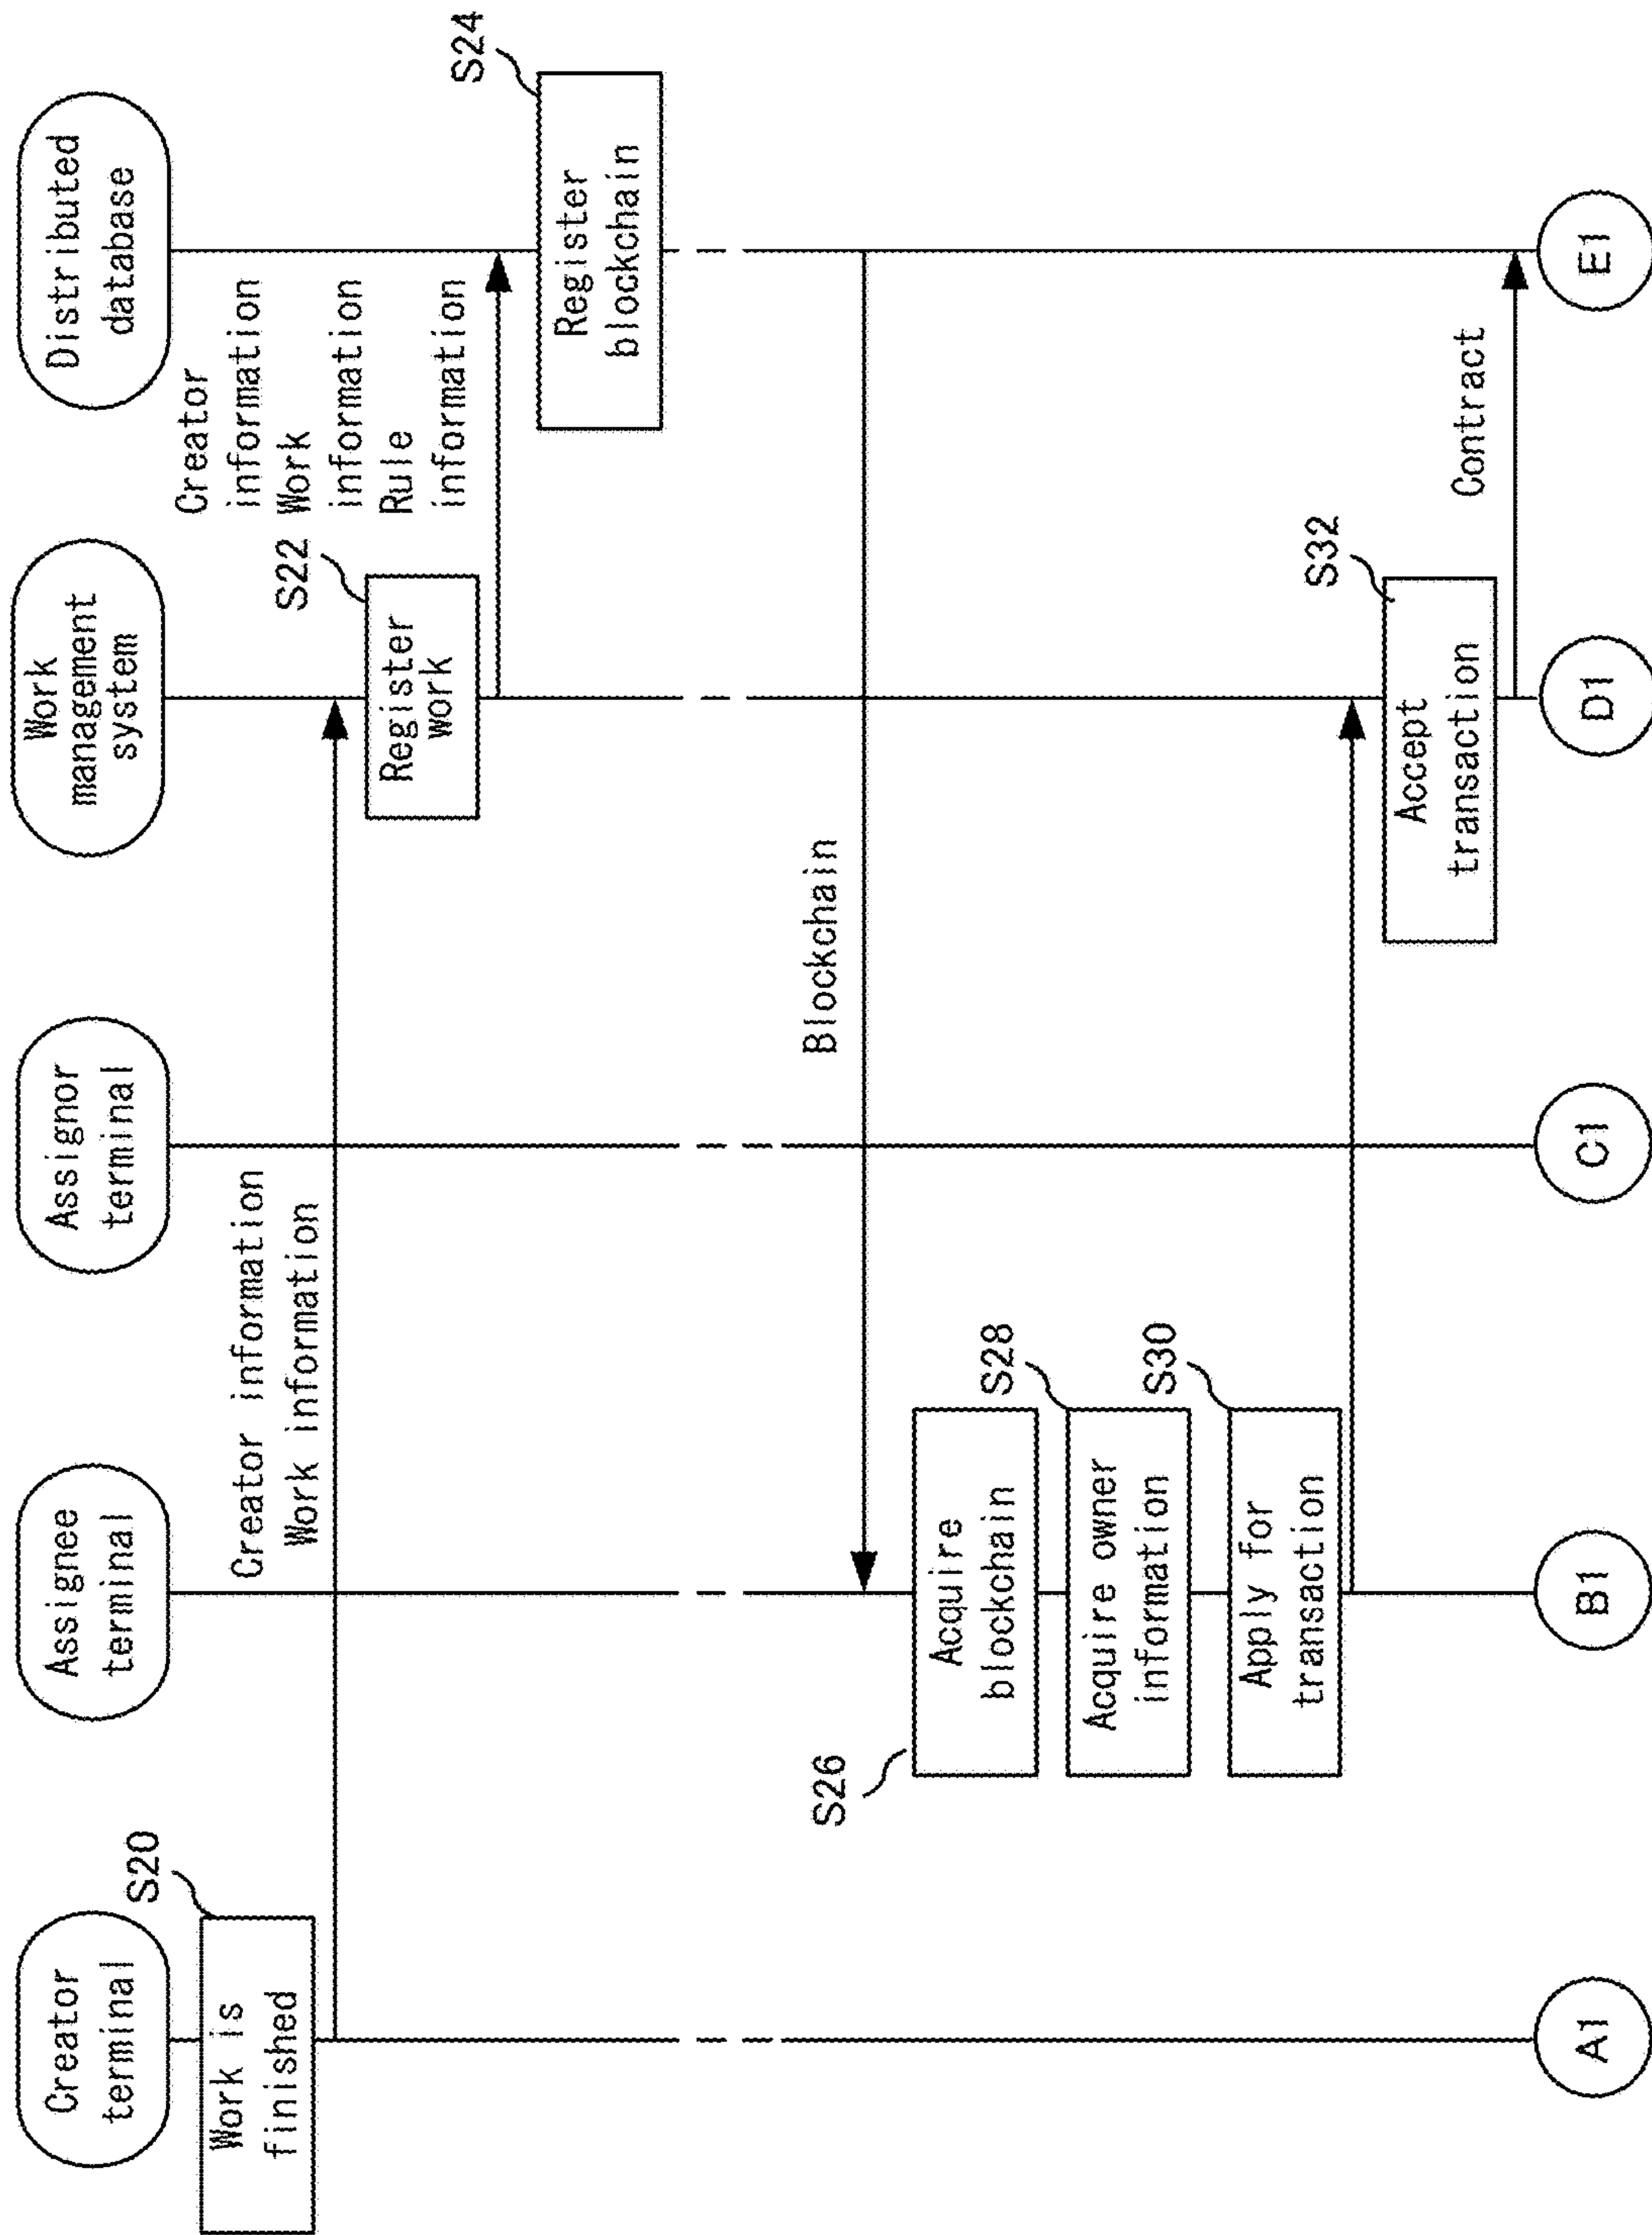 Creator
terminal
Assignee
terminal
Assignor
terminal
Work
management
system
Distributed
database
S20
Work is
finished
Creator information
Work information
S22
Register
work
Creator
information
Work
information
Rule
information
S24
Register
blockchain
Blockchain
S26
Acquire
blockchain
S28
Acquire owner
information
S30
Apply for
transaction
S32
Accept
transaction
Contract
A1
B1
C1
D1
E1